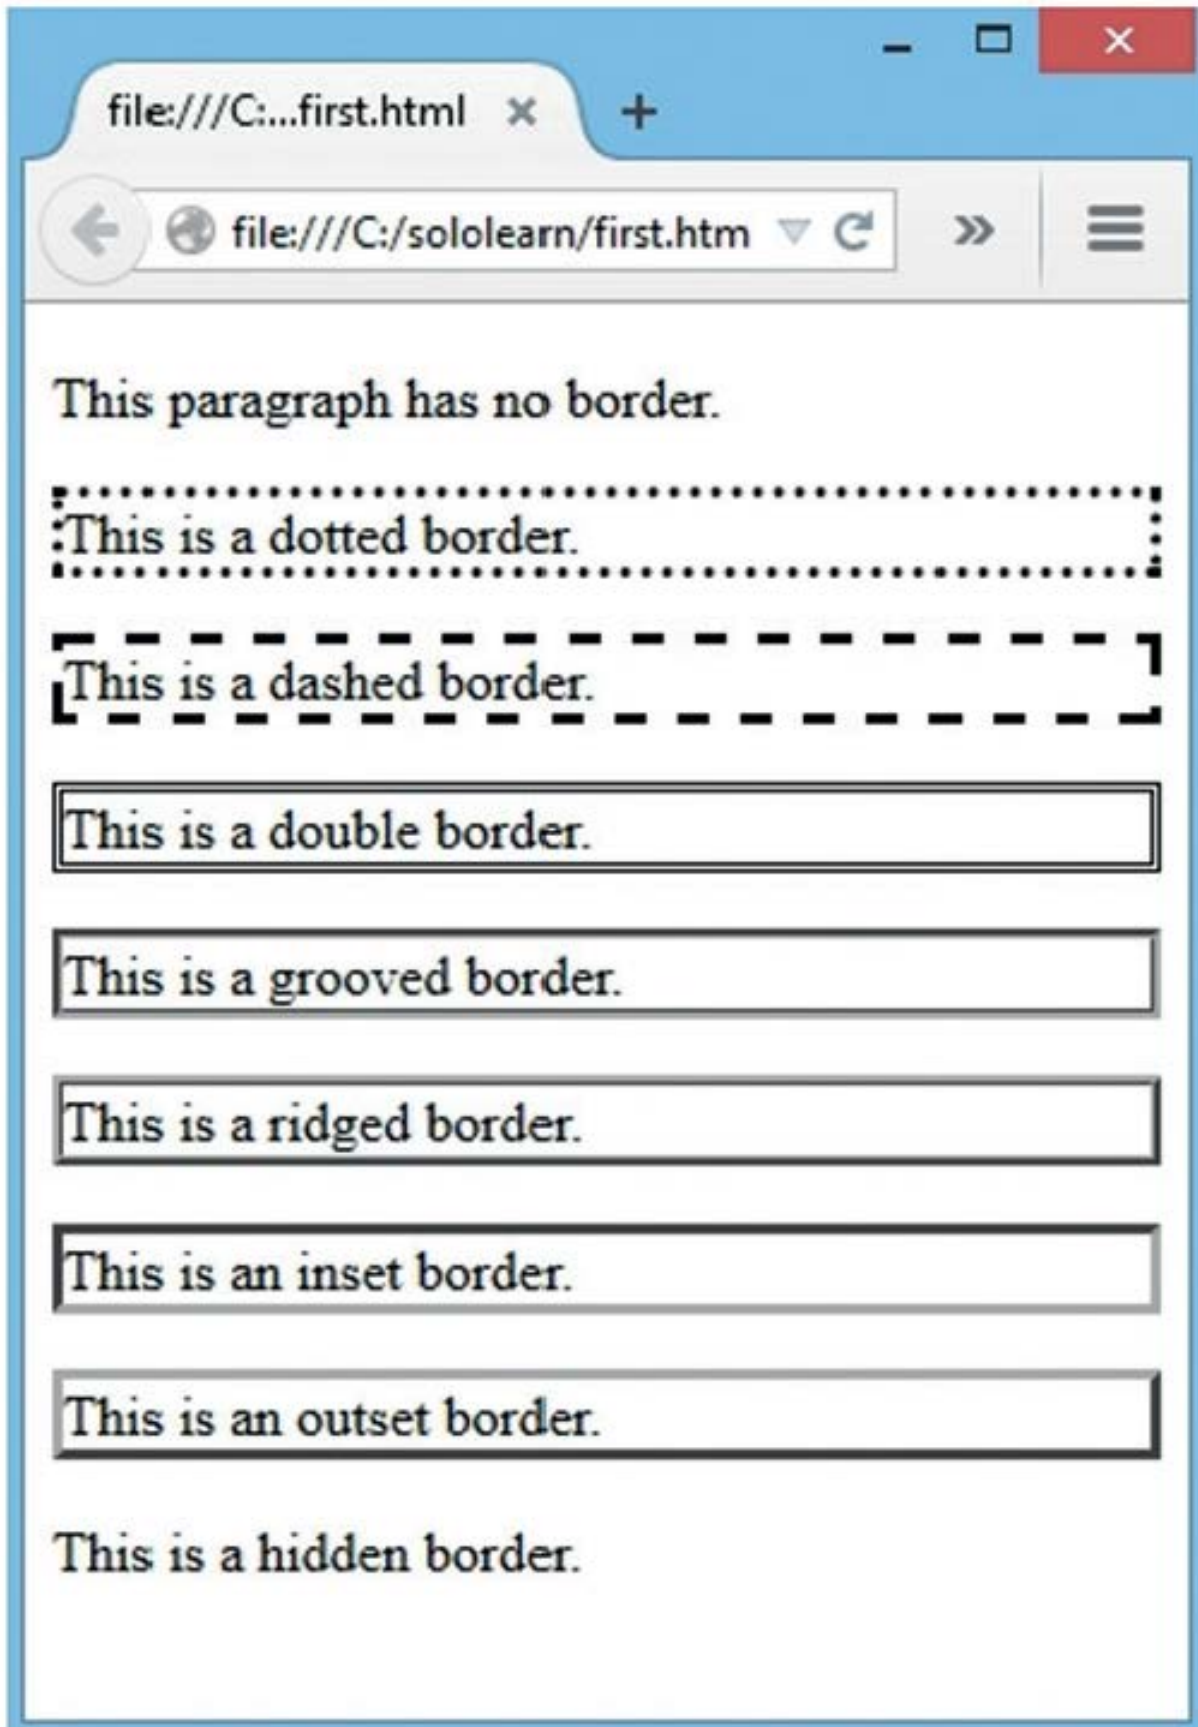 file:///C:...first.html
file:///C:/sololearn/first.htm
This paragraph has no border.
This is a dotted border.
This is a dashed border.
This is a double border.
This is a grooved border.
This is a ridged border.
This is an inset border.
This is an outset border.
This is a hidden border.